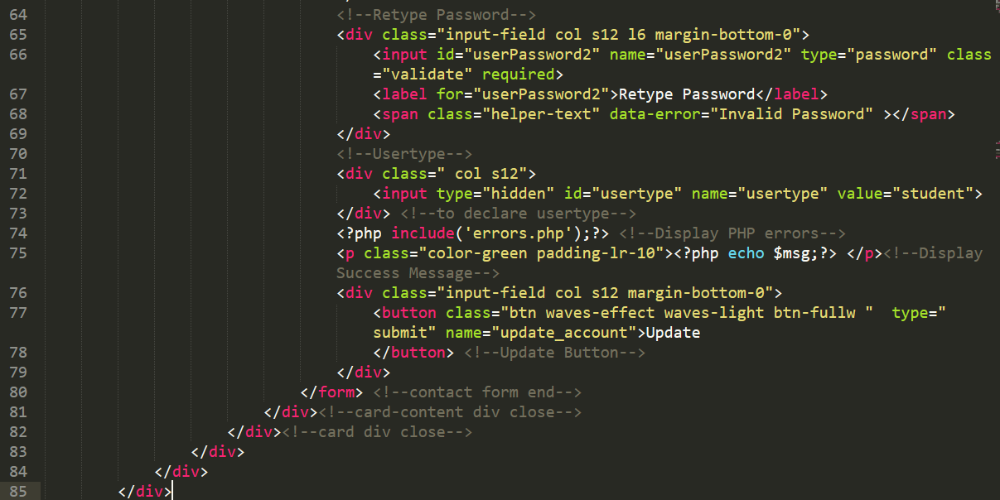 64 <!--Retype Password-->
65 <div class="input-field col s12 l6 margin-bottom-0">
66 <input id="userPassword2" name="userPassword2" type="password" class
="validate" required>
67 <label for="userPassword2">Retype Password</label>
68 <span class="helper-text" data-error="Invalid Password" ></span>
69 </div>
70 <!--Usertype-->
71 <div class=" col s12">
72 <input type="hidden" id="usertype" name="usertype" value="student">
73 </div> <!--to declare usertype-->
74 <?php include('errors.php');?> <!--Display PHP errors-->
75 <p class="color-green padding-lr-10"><?php echo $msg;?> </p><!--Display
Success Message-->
76 <div class="input-field col s12 margin-bottom-0">
77 <button class="btn waves-effect waves-light btn-fullw "  type="
submit" name="update_account">Update
78 </button> <!--Update Button-->
79 </div>
80 </form> <!--contact form end-->
81 </div><!--card-content div close-->
82 </div><!--card div close-->
83 </div>
84 </div>
85 </div>